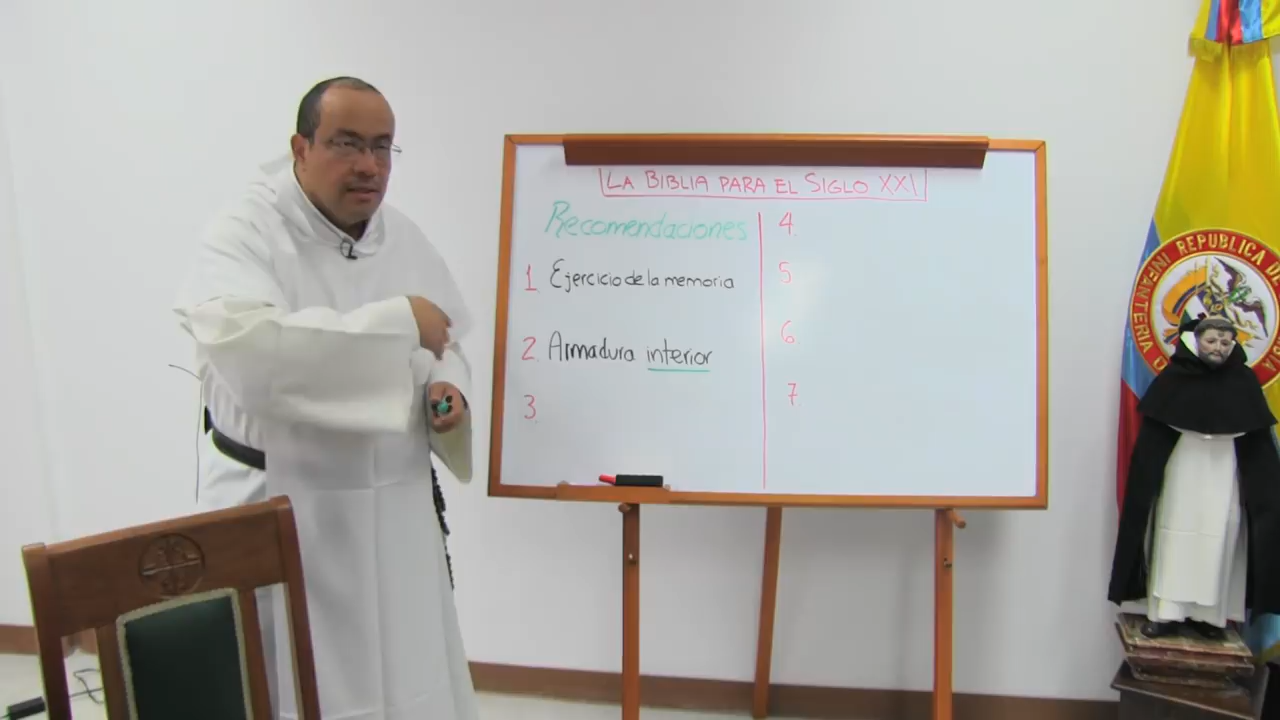 LA BIBLIA PARA EL SIGLO XXI
Recomendaciones
1. Ejercicio de la memoria
2. Armadura interior
3.
4.
5
6.
7.
REPUBLICA DE
INFANTERIA D